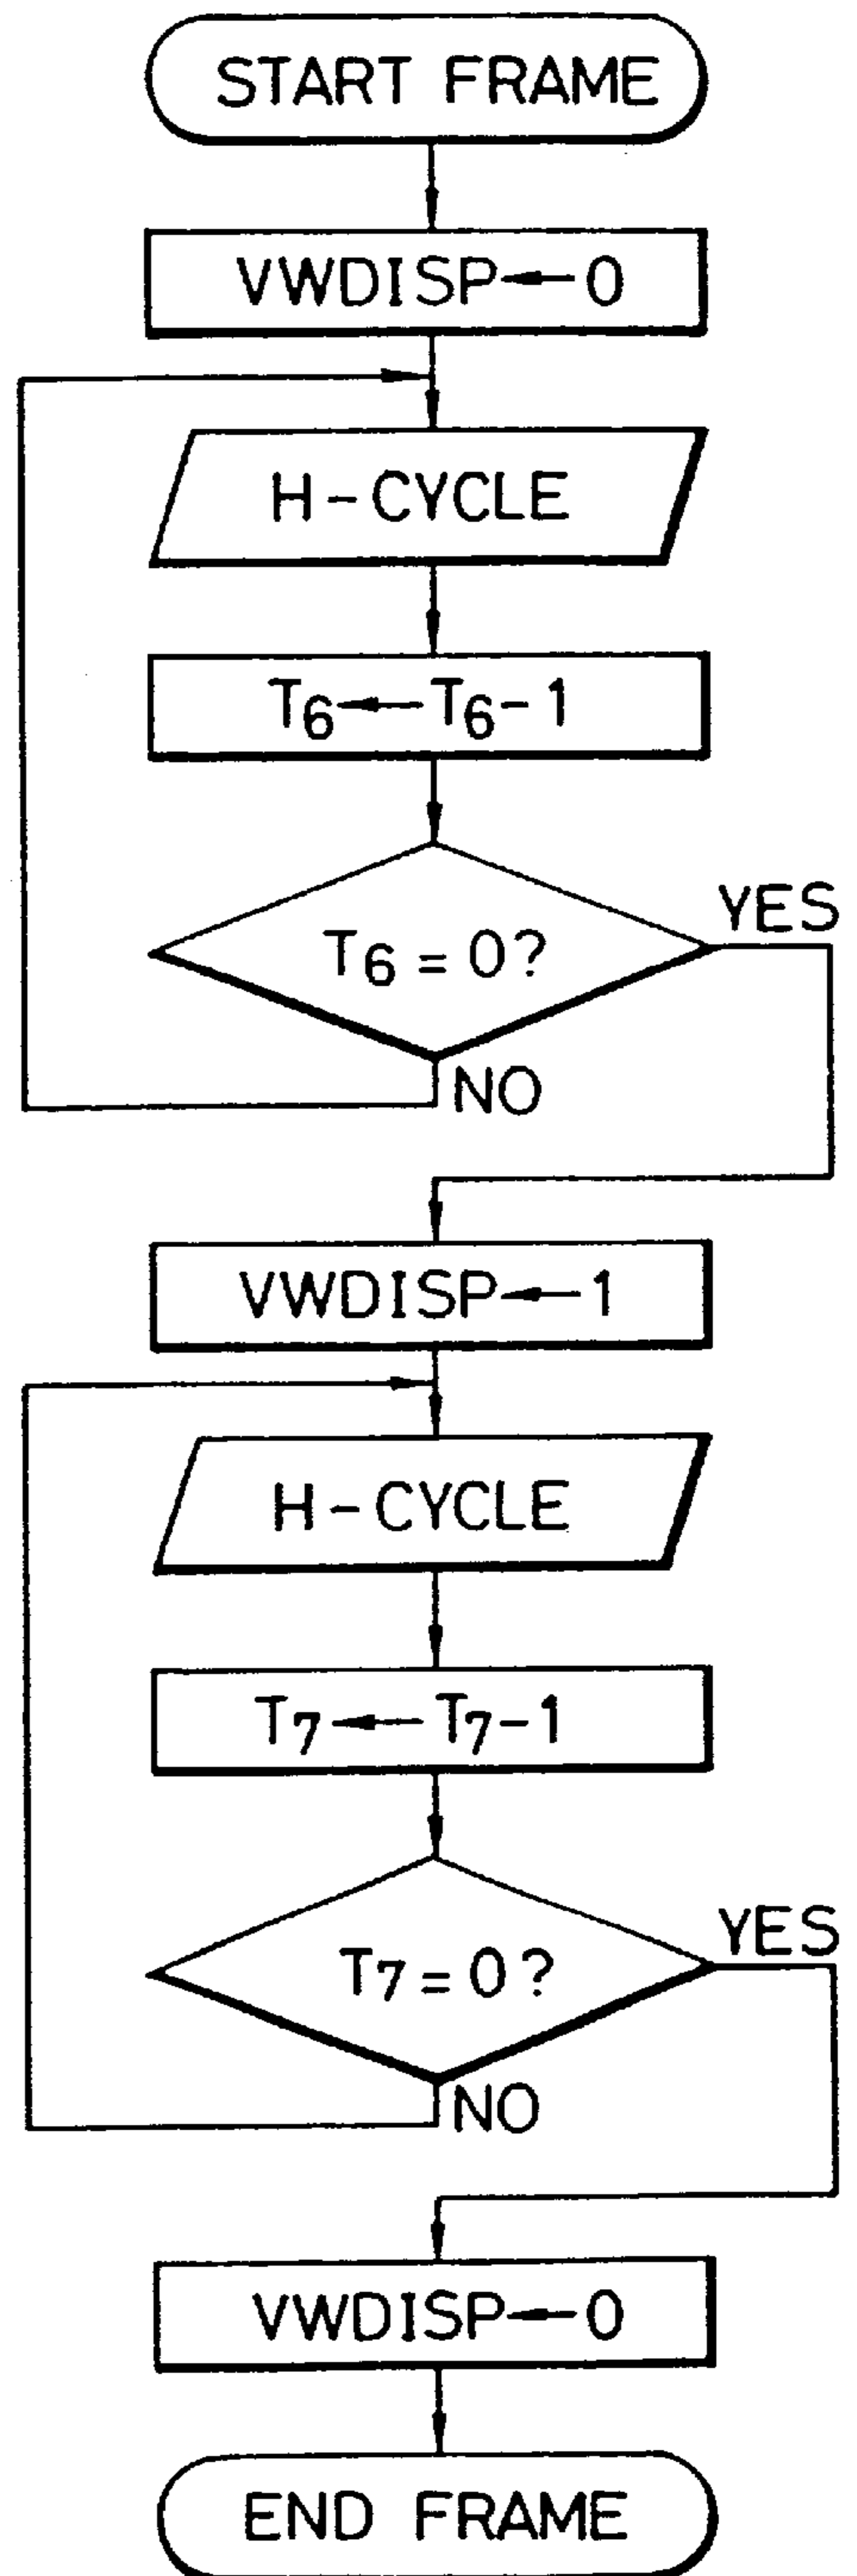 START FRAME
VWDISP←0
H-CYCLE
T₆←T₆-1
T₆=0?
YES
NO
VWDISP←1
H-CYCLE
T₇←T₇-1
T₇=0?
YES
NO
VWDISP←0
END FRAME